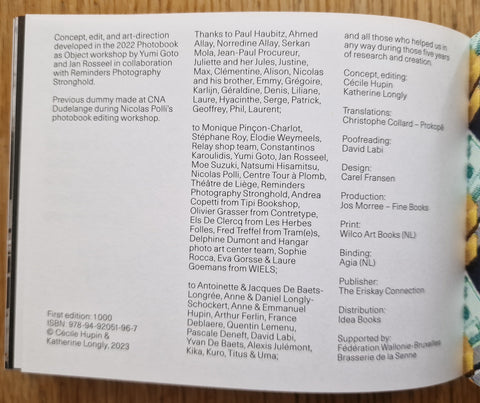 Concept, edit, and art-direction
developed in the 2022 Photobook
as Object workshop by Yumi Goto
and Jan Rosseel in collaboration
with Reminders Photography
Stronghold.
Previous dummy made at CNA
Dudelange during Nicolas Polli's
photobook editing workshop.
First edition: 1000
ISBN: 978-94-92051-96-7
© Cécile Hupin &
Katherine Longly, 2023
Thanks to Paul Haubitz, Ahmed
Allay, Norredine Allay, Serkan
Mola, Jean-Paul Procureur,
Juliette and her Jules, Justine,
Max, Clémentine, Alison, Nicolas
and his brother, Emmy, Grégoire,
Karlijn, Géraldine, Denis, Liliane,
Laure, Hyacinthe, Serge, Patrick,
Geoffrey, Phil, Laurent;
to Monique Pinçon-Charlot,
Stéphane Roy, Elodie Weymeels,
Relay shop team, Constantinos
Karoulidis, Yumi Goto, Jan Rosseel,
Moe Suzuki, Natsumi Hisamitsu,
Nicolas Polli, Centre Tour à Plomb,
Théâtre de Liège, Reminders
Photography Stronghold, Andrea
Copetti from Tipi Bookshop,
Olivier Grasser from Contretype,
Els De Clercq from Les Herbes
Folles, Fred Treffel from Tram(e)s,
Delphine Dumont and Hangar
photo art center team, Sophie
Rocca, Eva Gorsse & Laure
Goemans from WIELS;
to Antoinette & Jacques De Baets-
Longrée, Anne & Daniel Longly-
Schockert, Anne & Emmanuel
Hupin, Arthur Ferlin, France
Deblaere, Quentin Lemenu,
Pascale Deneft, David Labi,
Yvan De Baets, Alexis Julémont,
Kika, Kuro, Titus & Uma;
and all those who helped us in
any way during those five years
of research and creation.
Concept, editing:
Cécile Hupin
Katherine Longly
Translations:
Christophe Collard – Prokopē
Proofreading:
David Labi
Design:
Carel Fransen
Production:
Jos Morree – Fine Books
Print:
Wilco Art Books (NL)
Binding:
Agia (NL)
Publisher:
The Eriskay Connection
Distribution:
Idea Books
Supported by:
Fédération Wallonie-Bruxelles
Brasserie de la Senne